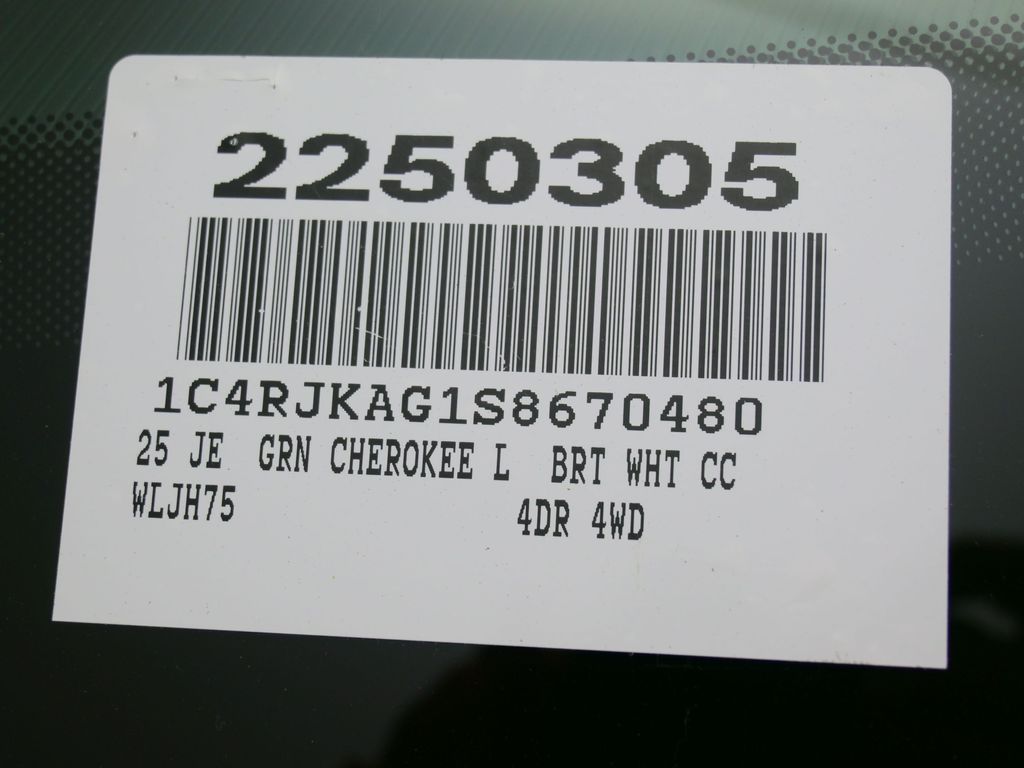 2250305
1C4RJKAG1S8670480
25 JE GRN CHEROKEE L BRT WHT CC
WLJH75 4DR 4WD